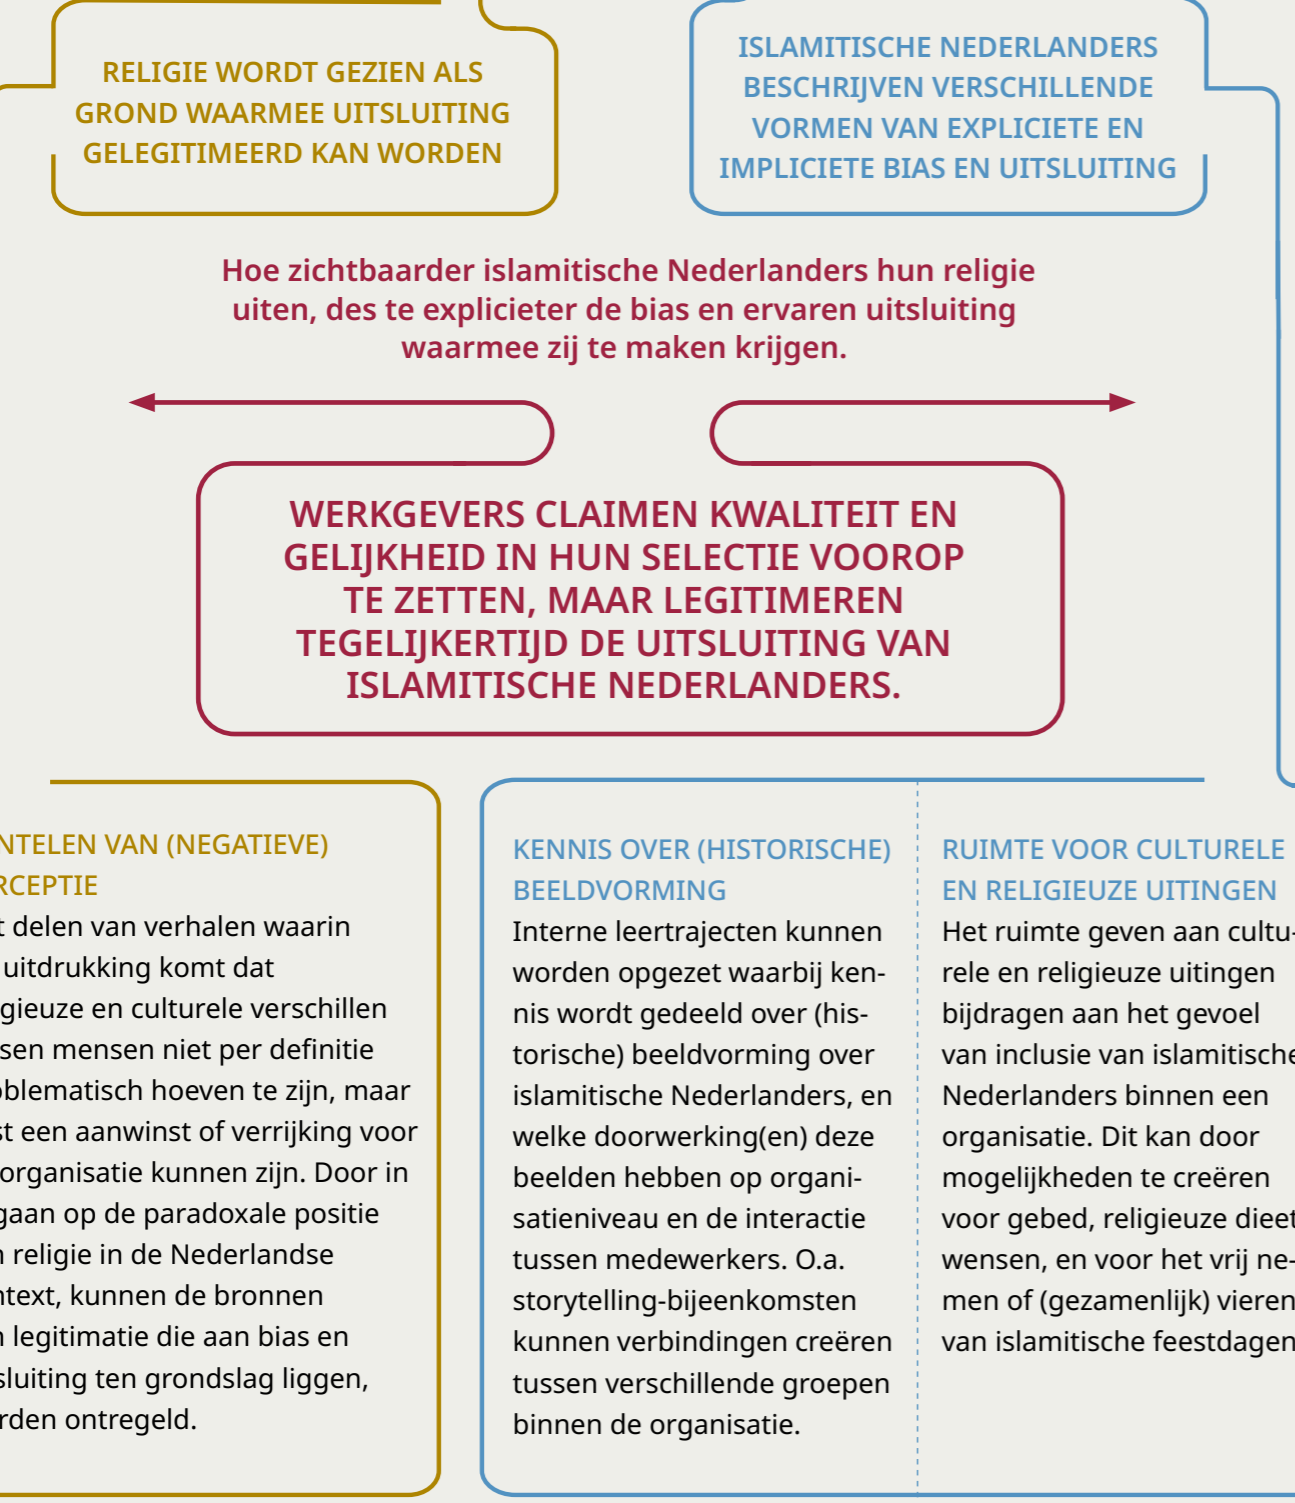 RELIGIE WORDT GEZIEN ALS
GROND WAARMEE UITSLUITING
GELEGITIMEERD KAN WORDEN
ISLAMITISCHE NEDERLANDERS
BESCHRIJVEN VERSCHILLENDE
VORMEN VAN EXPLICIETE EN
IMPLICIETE BIAS EN UITSLUITING
Hoe zichtbaarder islamitische Nederlanders hun religie
uiten, des te explicieter de bias en ervaren uitsluiting
waarmee zij te maken krijgen.
WERKGEVERS CLAIMEN KWALITEIT EN
GELIJKHEID IN HUN SELECTIE VOOROP
TE ZETTEN, MAAR LEGITIMEREN
TEGELIJKERTIJD DE UITSLUITING VAN
ISLAMITISCHE NEDERLANDERS.
NTELEN VAN (NEGATIEVE)
RCEPTIE
t delen van verhalen waarin
uitdrukking komt dat
gieuze en culturele verschillen
sen mensen niet per definitie
blematisch hoeven te zijn, maar
st een aanwinst of verrijking voor
organisatie kunnen zijn. Door in
gaan op de paradoxale positie
n religie in de Nederlandse
ntext, kunnen de bronnen
n legitimatie die aan bias en
sluiting ten grondslag liggen,
rden ontregeld.
KENNIS OVER (HISTORISCHE)
BEELDVORMING
Interne leertrajecten kunnen
worden opgezet waarbij ken-
nis wordt gedeeld over (his-
torische) beeldvorming over
islamitische Nederlanders, en
welke doorwerking(en) deze
beelden hebben op organi-
satieniveau en de interactie
tussen medewerkers. O.a.
storytelling-bijeenkomsten
kunnen verbindingen creëren
tussen verschillende groepen
binnen de organisatie.
RUIMTE VOOR CULTURELE
EN RELIGIEUZE UITINGEN
Het ruimte geven aan cultu-
rele en religieuze uitingen
bijdragen aan het gevoel
van inclusie van islamitische
Nederlanders binnen een
organisatie. Dit kan door
mogelijkheden te creëren
voor gebed, religieuze dieet
wensen, en voor het vrij ne-
men of (gezamenlijk) vieren
van islamitische feestdagen